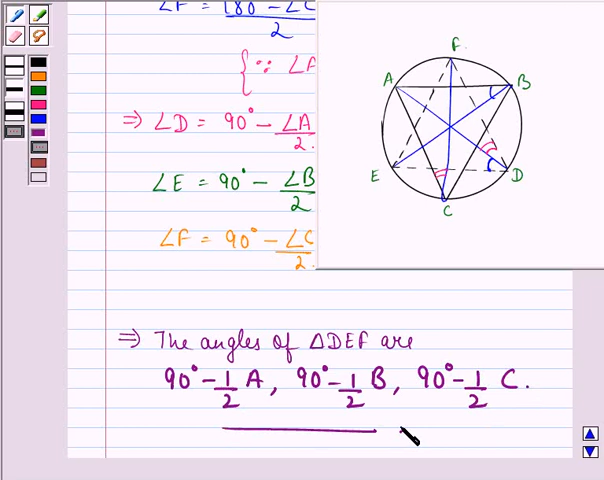 ∠F = 180 - ∠C / 2
{∵ ∠
⇒ ∠D = 90° - ∠A/2
∠E = 90° - ∠B/2
∠F = 90° - ∠C/2
F
A
B
E
D
C
⇒ The angles of △DEF are
90° - 1/2 A, 90° - 1/2 B, 90° - 1/2 C.